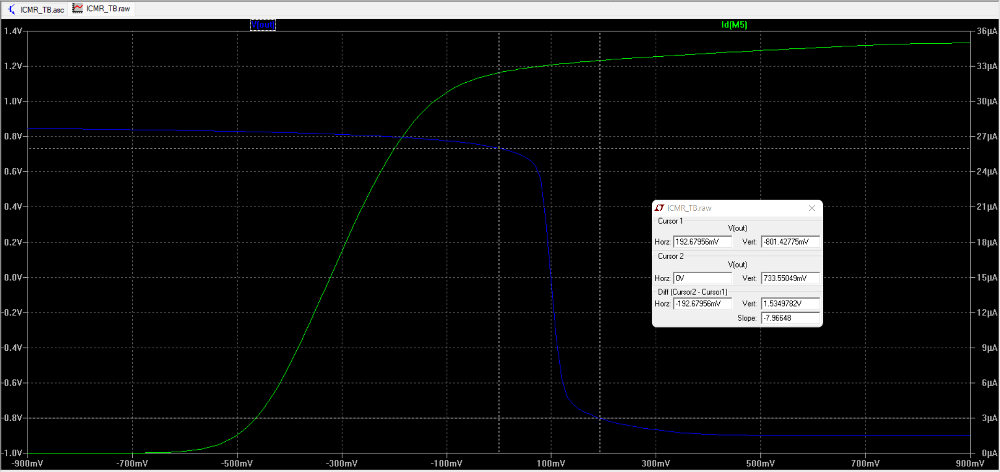 ICMR_TB.asc
ICMR_TB.raw
V(out)
Id(M5)
1.4V
36µA
1.2V
33µA
1.0V
30µA
0.8V
27µA
0.6V
24µA
0.4V
21µA
0.2V
18µA
0.0V
15µA
-0.2V
12µA
-0.4V
9µA
-0.6V
6µA
-0.8V
3µA
-1.0V
0µA
-900mV
-700mV
-500mV
-300mV
-100mV
100mV
300mV
500mV
700mV
900mV
ICMR_TB.raw
Cursor 1
V(out)
Horz: 192.67956mV Vert: -801.42775mV
Cursor 2
V(out)
Horz: 0V Vert: 733.55049mV
Diff (Cursor2 - Cursor1)
Horz: -192.67956mV Vert: 1.5349782V
Slope: -7.96648